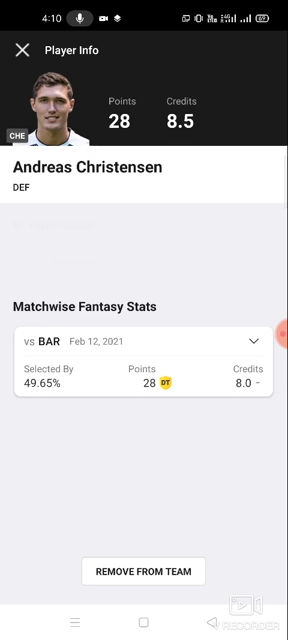 4:10
69
Player Info
Points
Credits
28
8.5
CHE
Andreas Christensen
DEF
Matchwise Fantasy Stats
vs BAR Feb 12, 2021
Selected By
Points
Credits
49.65%
28 DT
8.0 -
REMOVE FROM TEAM
RECORDER